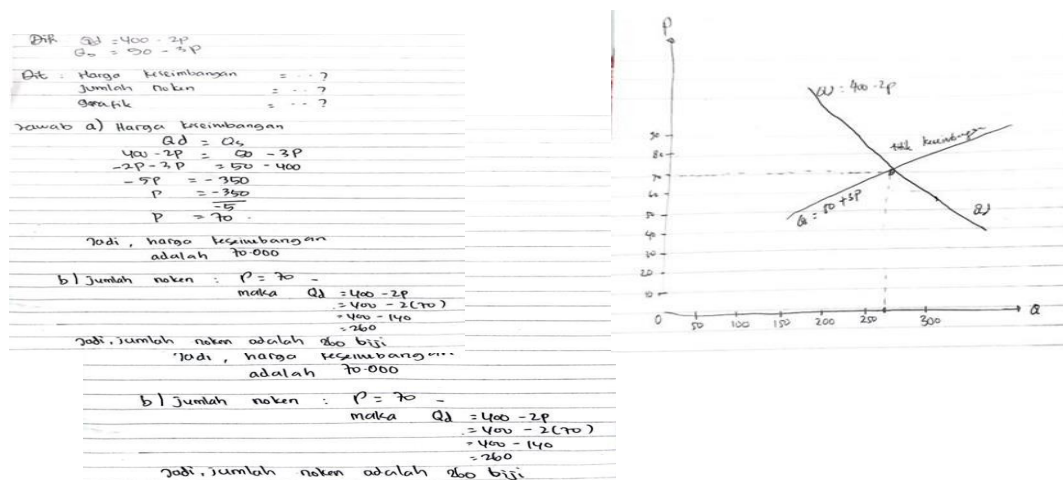 Dik Qd = 400 - 2P
Qs = 50 - 3P
Dit : Harga keseimbangan = ... ?
Jumlah noken = ... ?
grafik = ... ?
Jawab a) Harga keseimbangan
Qd = Qs
400 - 2P = 50 - 3P
-2P - 3P = 50 - 400
-5P = -350
P = -350
-5
P = 70.
Jadi, harga keseimbangan
adalah 70.000
b) Jumlah noken : P = 70 -
maka Qd = 400 - 2P
= 400 - 2(70)
= 400 - 140
= 260
Jadi, jumlah noken adalah 260 biji
Jadi, harga keseimbangan
adalah 70.000
b) Jumlah noken : P = 70 -
maka Qd = 400 - 2P
= 400 - 2(70)
= 400 - 140
= 260
Jadi, jumlah noken adalah 260 biji
P
Qd = 400 - 2P
titik keseimbangan
90
80
70
60
50
40
30
20
10
Qs = 50 + 3P
Qd
0 50 100 150 200 250 300 Q